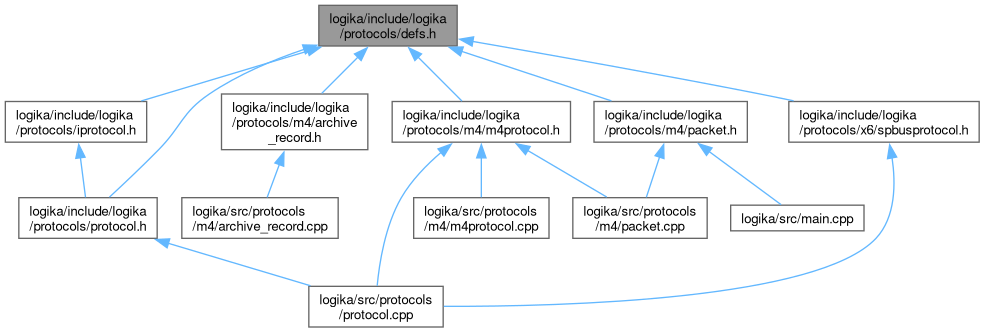 logika/include/logika
/protocols/defs.h
logika/include/logika
/protocols/iprotocol.h
logika/include/logika
/protocols/m4/archive
_record.h
logika/include/logika
/protocols/m4/m4protocol.h
logika/include/logika
/protocols/m4/packet.h
logika/include/logika
/protocols/x6/spbusprotocol.h
logika/include/logika
/protocols/protocol.h
logika/src/protocols
/m4/archive_record.cpp
logika/src/protocols
/m4/m4protocol.cpp
logika/src/protocols
/m4/packet.cpp
logika/src/main.cpp
logika/src/protocols
/protocol.cpp